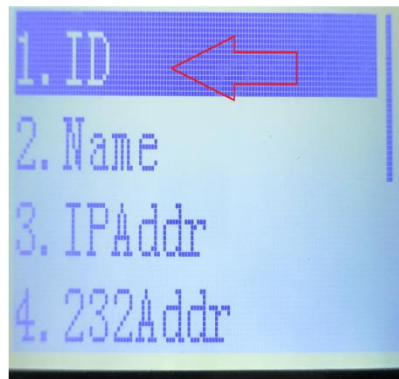 1. ID
2. Name
3. IPAddr
4. 232Addr